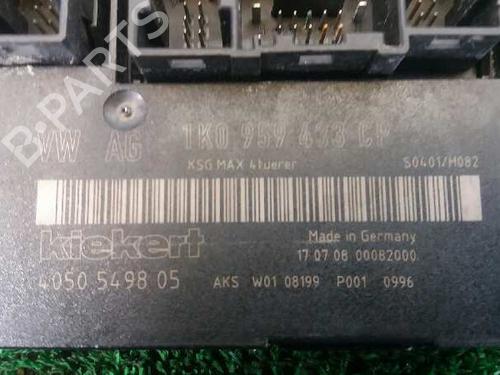 VW AG 1K0 959 433 CP
KSG MAX 4tuerer S0401/H082
kiekert
Made in Germany
17 07 08 00082000
4050 5498 05 AKS W01 08199 P001 0996
B-PARTS